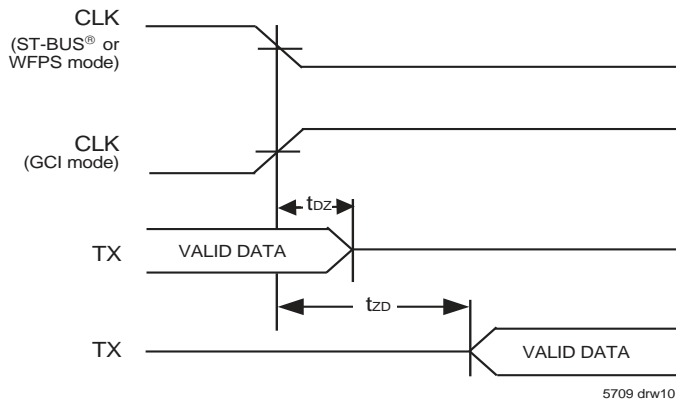 CLK
(ST-BUS® or
WFPS mode)
CLK
(GCI mode)
tDZ
TX
VALID DATA
tZD
TX
VALID DATA
5709 drw10